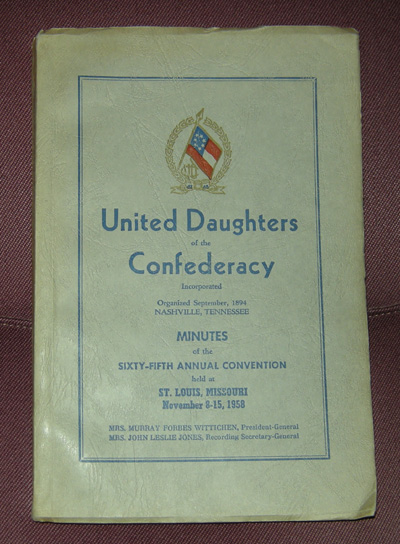 61 65
United Daughters
of the
Confederacy
Incorporated
Organized September, 1894
NASHVILLE, TENNESSEE
MINUTES
of the
SIXTY-FIFTH ANNUAL CONVENTION
held at
ST. LOUIS, MISSOURI
November 8-15, 1958
MRS. MURRAY FORBES WITTICHEN, President-General
MRS. JOHN LESLIE JONES, Recording Secretary-General